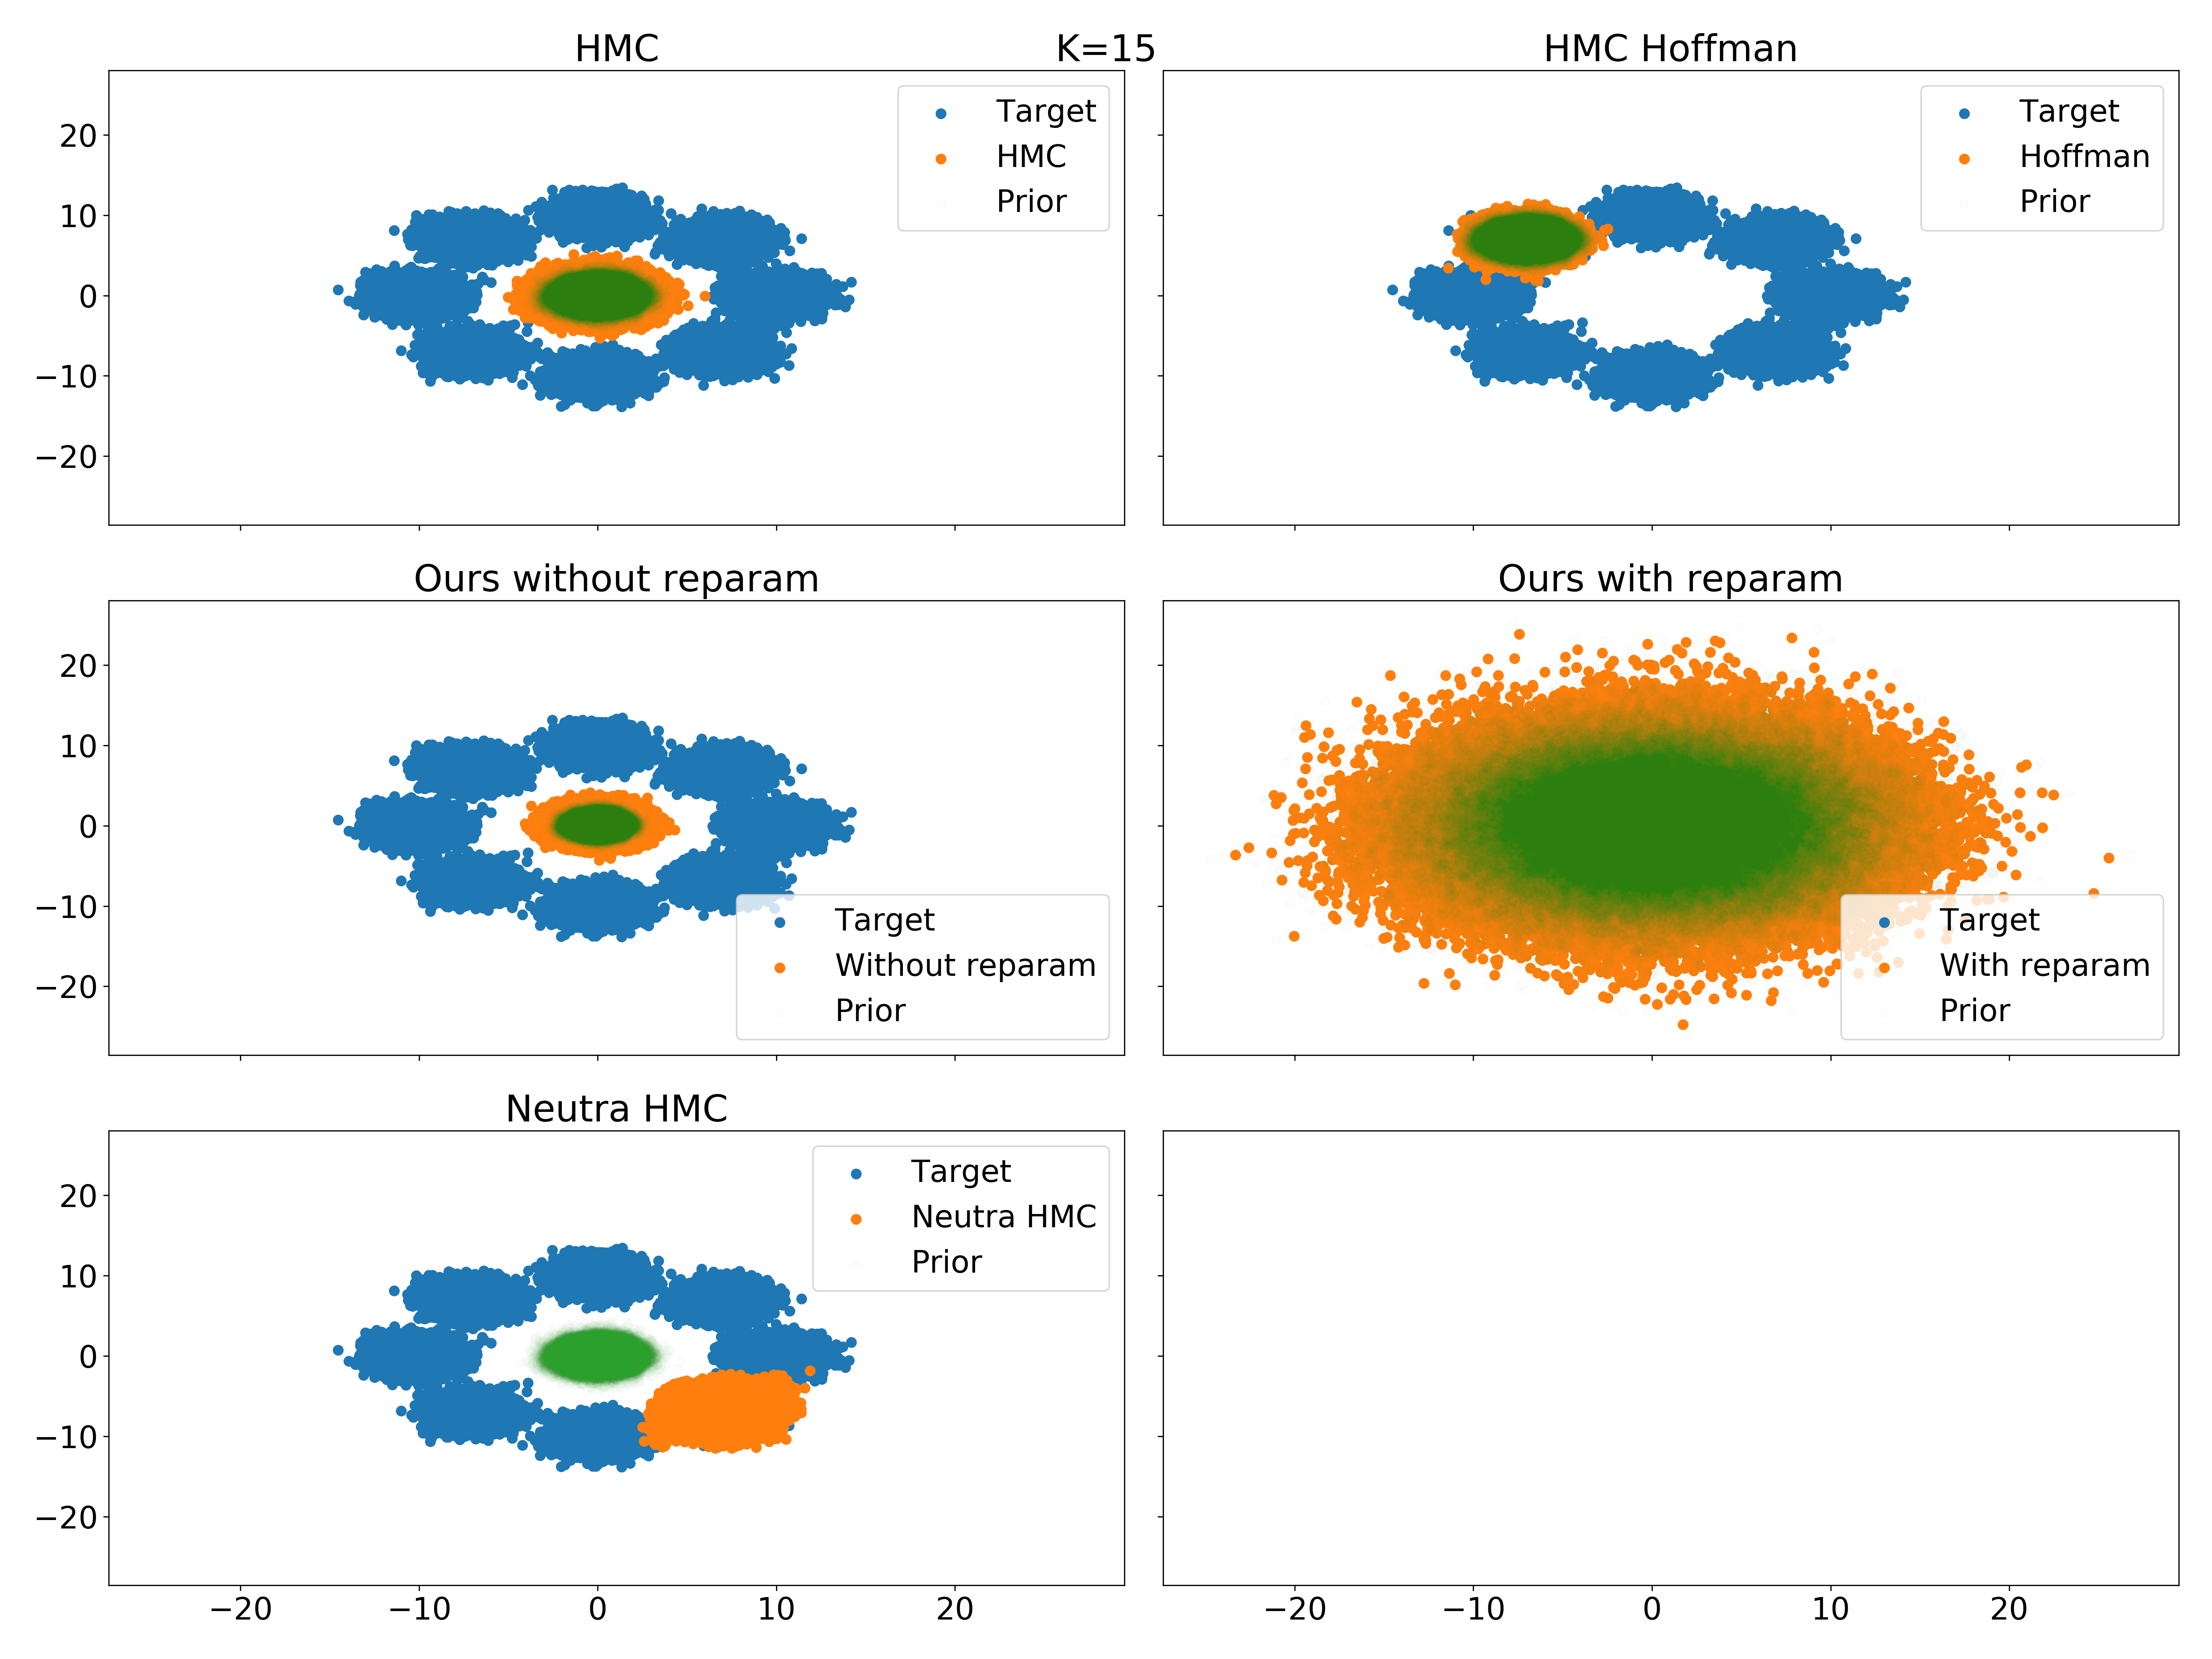 K=15
HMC
20
10
0
−10
−20
Target
HMC
Prior
HMC Hoffman
Target
Hoffman
Prior
Ours without reparam
20
10
0
−10
−20
Target
Without reparam
Prior
Ours with reparam
Target
With reparam
Prior
Neutra HMC
20
10
0
−10
−20
Target
Neutra HMC
Prior
−20 −10 0 10 20
−20 −10 0 10 20